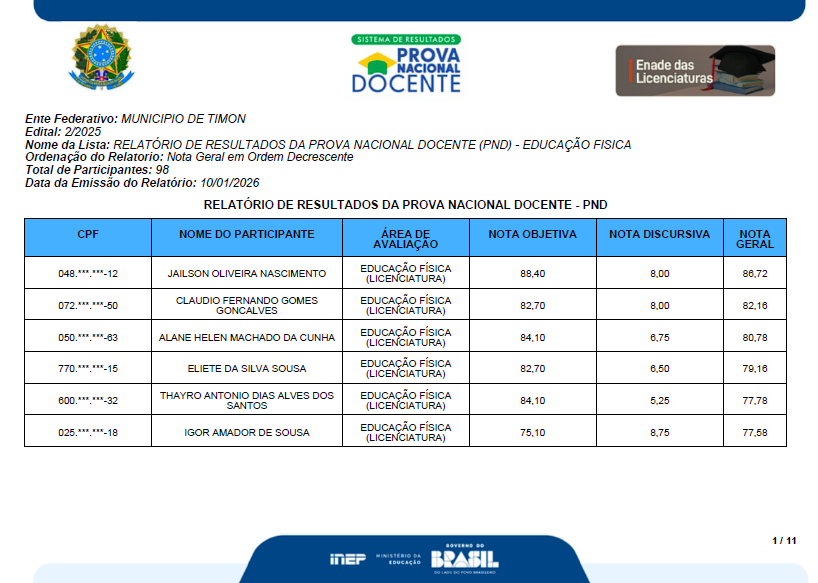 SISTEMA DE RESULTADOS
PROVA
NACIONAL
DOCENTE
Enade das
Licenciaturas
Ente Federativo: MUNICIPIO DE TIMON
Edital: 2/2025
Nome da Lista: RELATÓRIO DE RESULTADOS DA PROVA NACIONAL DOCENTE (PND) - EDUCAÇÃO FISICA
Ordenação do Relatorio: Nota Geral em Ordem Decrescente
Total de Participantes: 98
Data da Emissão do Relatório: 10/01/2026
RELATÓRIO DE RESULTADOS DA PROVA NACIONAL DOCENTE - PND
CPF NOME DO PARTICIPANTE ÁREA DE AVALIAÇÃO NOTA OBJETIVA NOTA DISCURSIVA NOTA GERAL
048.***.***-12 JAILSON OLIVEIRA NASCIMENTO EDUCAÇÃO FÍSICA (LICENCIATURA) 88,40 8,00 86,72
072.***.***-50 CLAUDIO FERNANDO GOMES GONCALVES EDUCAÇÃO FÍSICA (LICENCIATURA) 82,70 8,00 82,16
050.***.***-63 ALANE HELEN MACHADO DA CUNHA EDUCAÇÃO FÍSICA (LICENCIATURA) 84,10 6,75 80,78
770.***.***-15 ELIETE DA SILVA SOUSA EDUCAÇÃO FÍSICA (LICENCIATURA) 82,70 6,50 79,16
600.***.***-32 THAYRO ANTONIO DIAS ALVES DOS SANTOS EDUCAÇÃO FÍSICA (LICENCIATURA) 84,10 5,25 77,78
025.***.***-18 IGOR AMADOR DE SOUSA EDUCAÇÃO FÍSICA (LICENCIATURA) 75,10 8,75 77,58
1 / 11
inep
MINISTÉRIO DA
EDUCAÇÃO
GOVERNO DO
BRASIL
DO LADO DO POVO BRASILEIRO